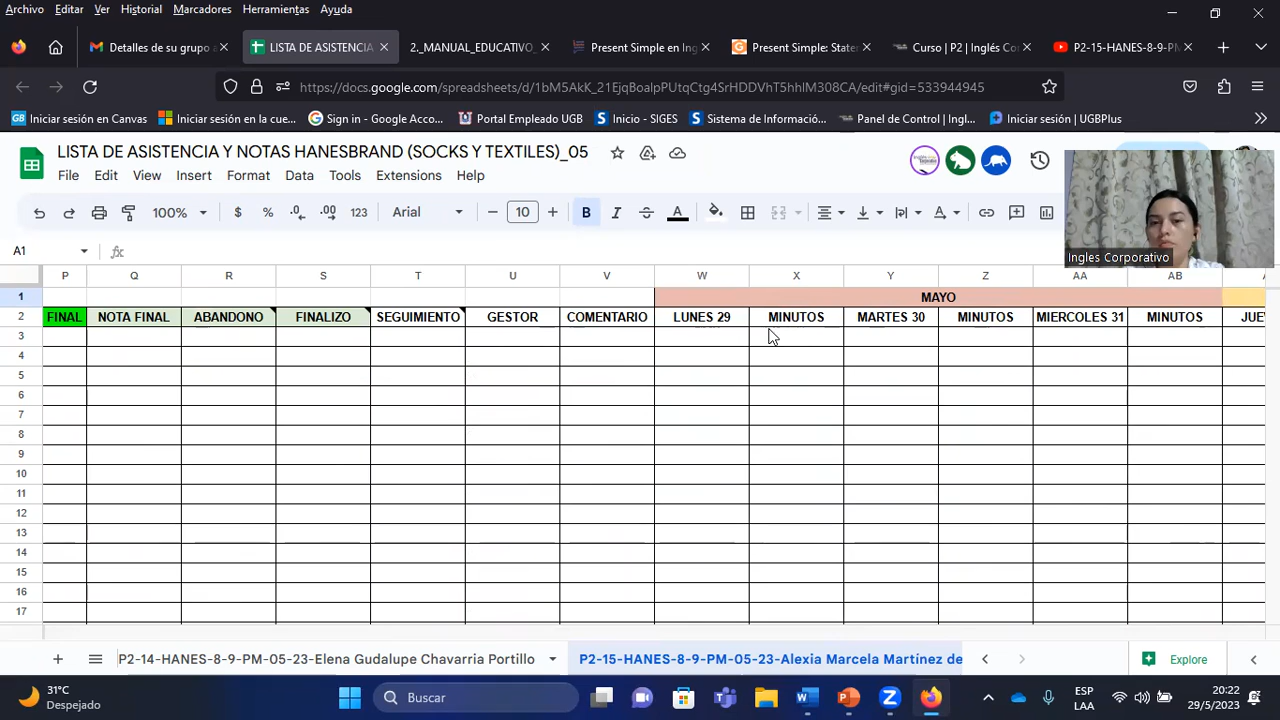 Archivo Editar Ver Historial Marcadores Herramientas Ayuda
Detalles de su grupo a LISTA DE ASISTENCIA 2._MANUAL_EDUCATIVO_ Present Simple en Ing Present Simple: State Curso | P2 | Inglés Co P2-15-HANES-8-9-PM-
https://docs.google.com/spreadsheets/d/1bM5AkK_21EjqBoalpPUtqCtg4SrHDDVhT5hhlM308CA/edit#gid=533944945
GB Iniciar sesión en Canvas Iniciar sesión en la cue... Sign in - Google Acco... Portal Empleado UGB S Inicio - SIGES S Sistema de Informació... Panel de Control | Ingl... Iniciar sesión | UGBPlus
LISTA DE ASISTENCIA Y NOTAS HANESBRAND (SOCKS Y TEXTILES)_05
File Edit View Insert Format Data Tools Extensions Help
100% $ % .0 .00 123 Arial 10 B I A
A1 fx
Ingles Corporativo
P Q R S T U V W X Y Z AA AB
1 MAYO
2 FINAL NOTA FINAL ABANDONO FINALIZO SEGUIMIENTO GESTOR COMENTARIO LUNES 29 MINUTOS MARTES 30 MINUTOS MIERCOLES 31 MINUTOS
3
4
5
6
7
8
9
10
11
12
13
14
15
16
17
P2-14-HANES-8-9-PM-05-23-Elena Gudalupe Chavarria Portillo P2-15-HANES-8-9-PM-05-23-Alexia Marcela Martínez de Explore
31°C
Despejado
Buscar
ESP
LAA
20:22
29/5/2023